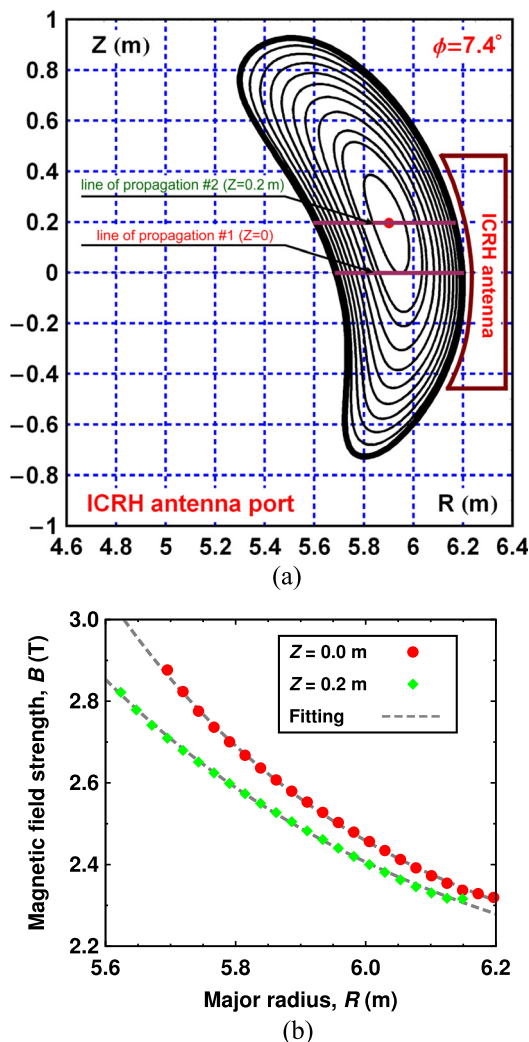 Z (m)
ϕ=7.4°
1
0.8
0.6
0.4
line of propagation #2 (Z=0.2 m)
0.2
line of propagation #1 (Z=0)
0
−0.2
−0.4
−0.6
−0.8
−1
ICRH antenna
ICRH antenna port
R (m)
4.6 4.8 5 5.2 5.4 5.6 5.8 6 6.2 6.4
(a)
3.0
2.8
2.6
2.4
2.2
Magnetic field strength, B (T)
Z = 0.0 m
Z = 0.2 m
Fitting
5.6 5.8 6.0 6.2
Major radius, R (m)
(b)